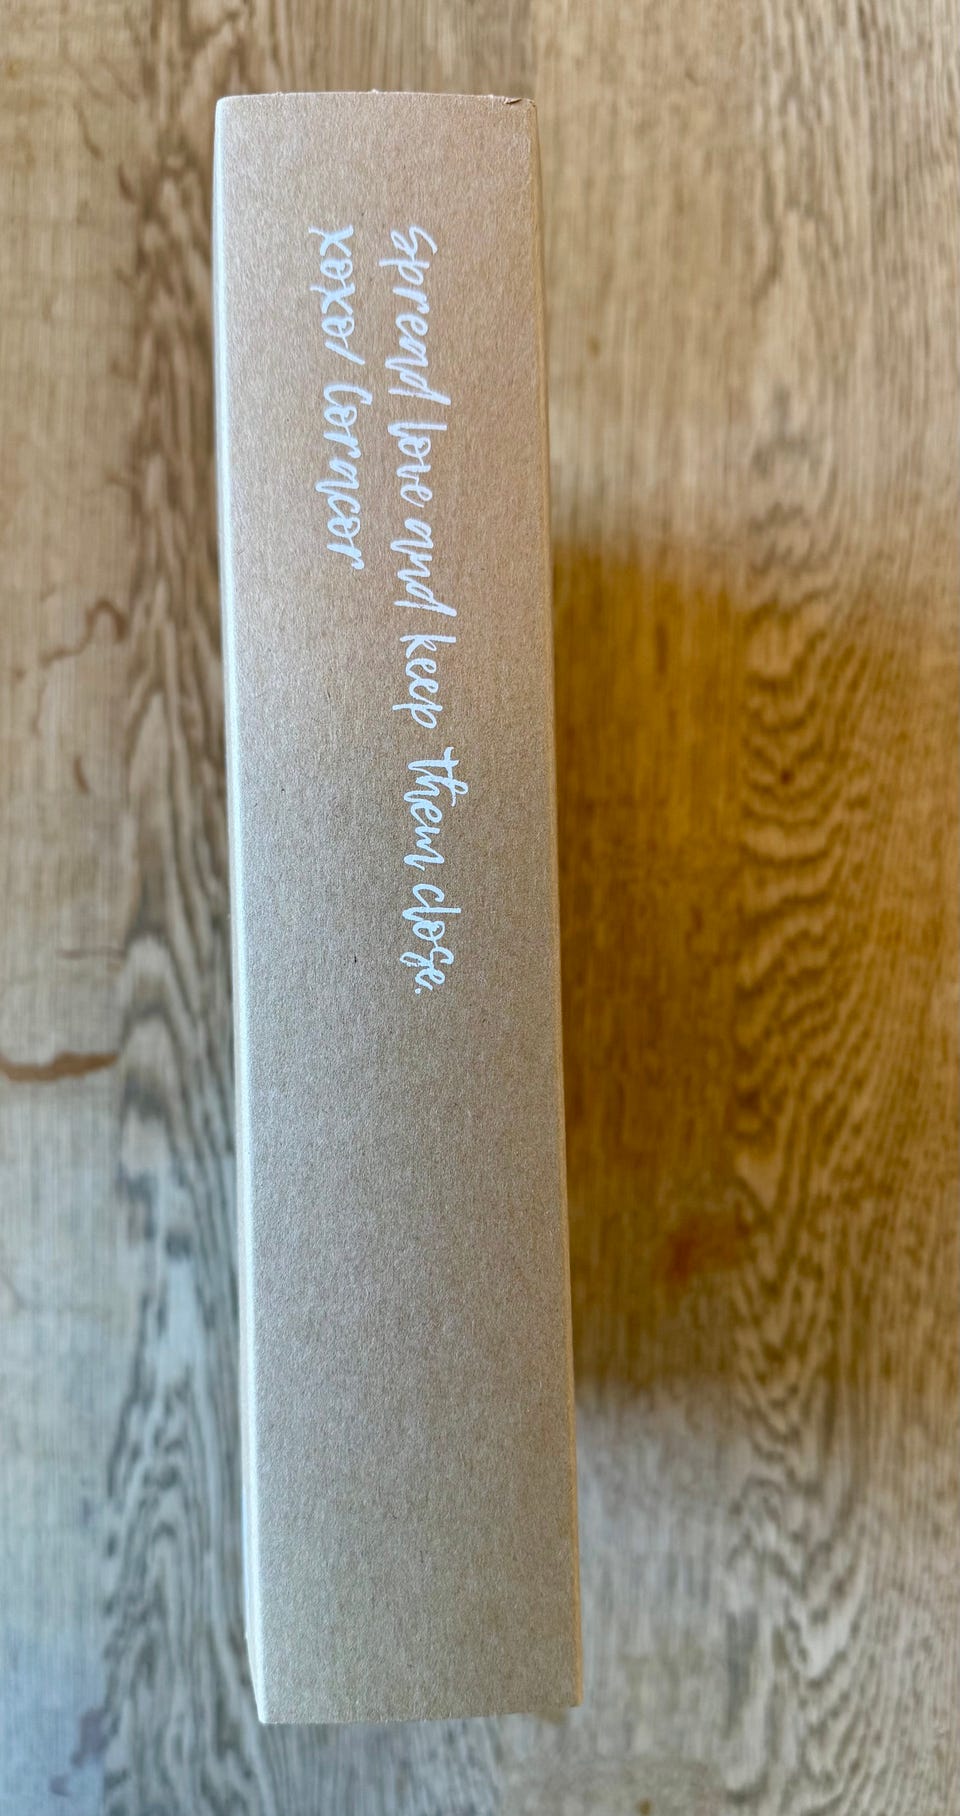 Spread love and keep them close.
xoxo/ Coracor